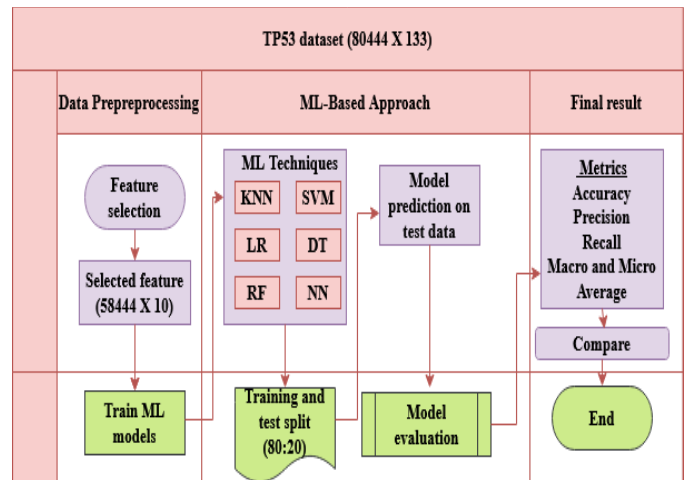 TP53 dataset (80444 X 133)
Data Prepreprocessing
ML-Based Approach
Final result
Feature
selection
Selected feature
(58444 X 10)
Train ML
models
ML Techniques
KNN
SVM
LR
DT
RF
NN
Training and
test split
(80:20)
Model
prediction on
test data
Model
evaluation
Metrics
Accuracy
Precision
Recall
Macro and Micro
Average
Compare
End